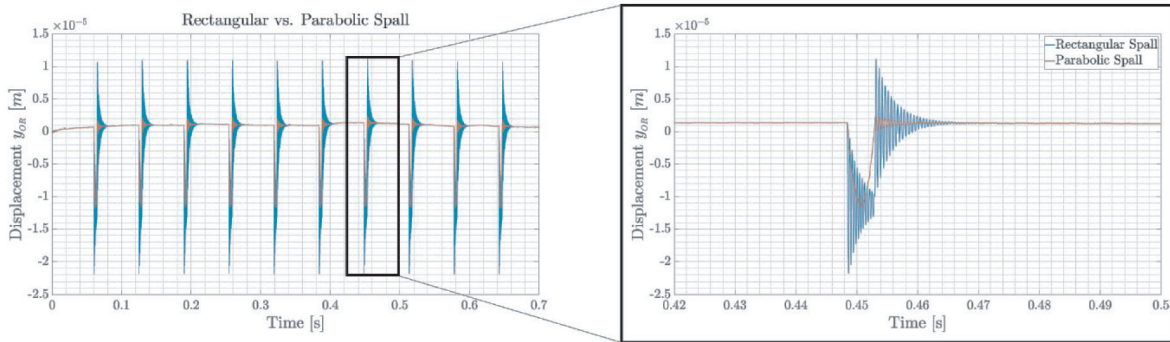 Rectangular vs. Parabolic Spall
×10⁻⁵
1.5
1
0.5
0
-0.5
-1
-1.5
-2
-2.5
Displacement y_OR [m]
0 0.1 0.2 0.3 0.4 0.5 0.6 0.7
Time [s]
×10⁻⁵
1.5
1
0.5
0
-0.5
-1
-1.5
-2
-2.5
Displacement y_OR [m]
Rectangular Spall
Parabolic Spall
0.42 0.43 0.44 0.45 0.46 0.47 0.48 0.49 0.5
Time [s]